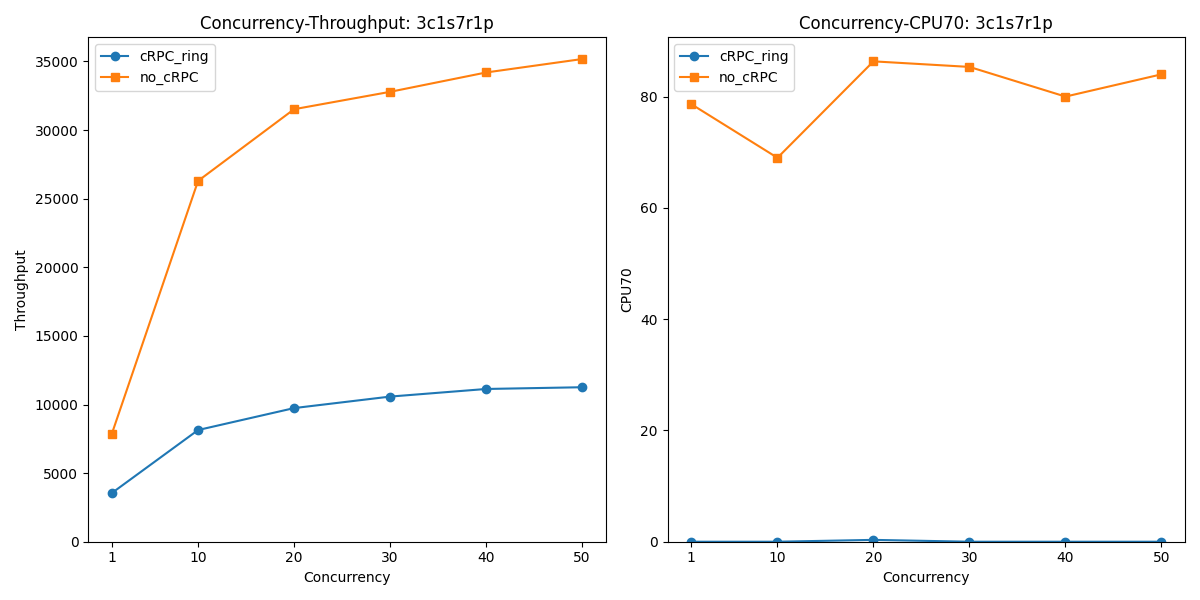 Concurrency-Throughput: 3c1s7r1p
cRPC_ring
no_cRPC
35000
30000
25000
20000
15000
10000
5000
0
Throughput
1 10 20 30 40 50
Concurrency
Concurrency-CPU70: 3c1s7r1p
cRPC_ring
no_cRPC
80
60
40
20
0
CPU70
1 10 20 30 40 50
Concurrency